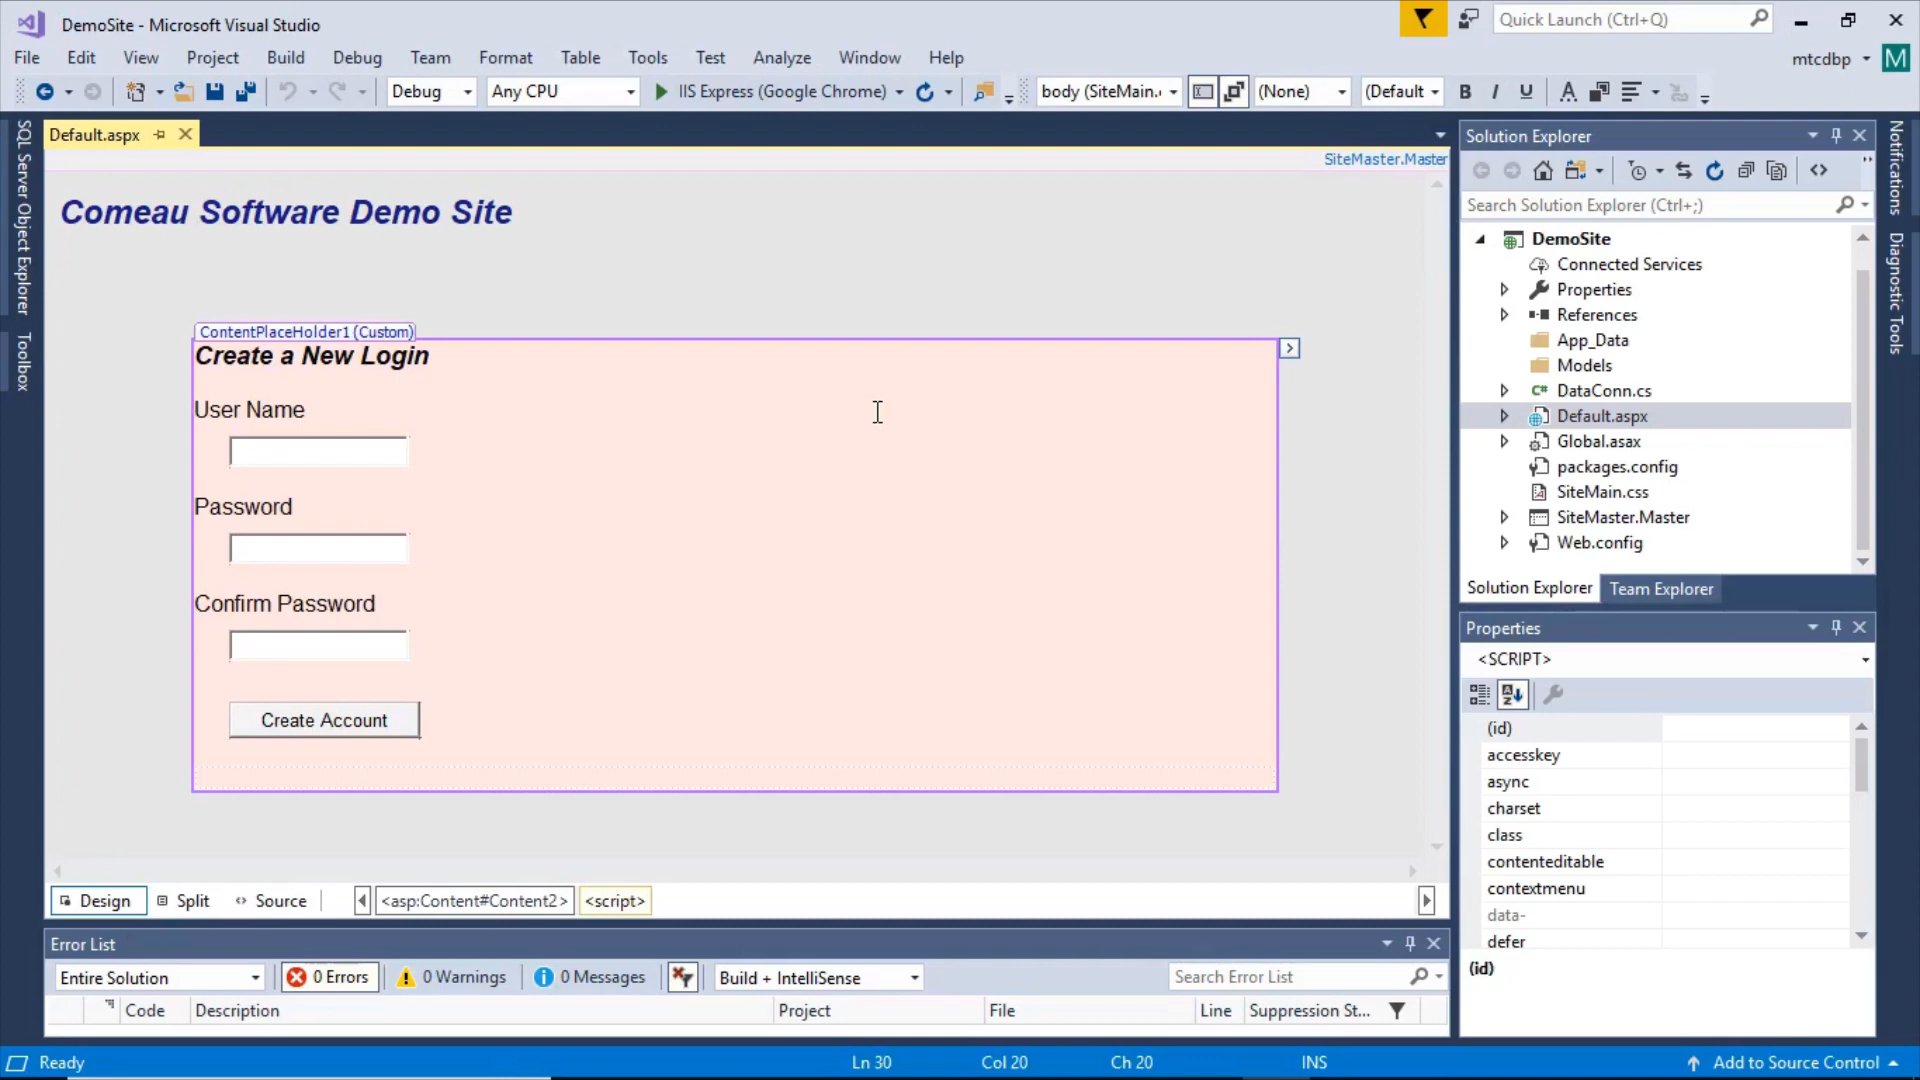 DemoSite - Microsoft Visual Studio
Quick Launch (Ctrl+Q)
File Edit View Project Build Debug Team Format Table Tools Test Analyze Window Help
mtcdbp M
Debug Any CPU IIS Express (Google Chrome) body (SiteMain. (None) (Default B I U A
SQL Server Object Explorer
Toolbox
Default.aspx
SiteMaster.Master
Comeau Software Demo Site
ContentPlaceHolder1 (Custom)
Create a New Login
User Name
Password
Confirm Password
Create Account
Design Split Source <asp:Content#Content2> <script>
Error List
Entire Solution 0 Errors 0 Warnings 0 Messages Build + IntelliSense Search Error List
Code Description Project File Line Suppression St...
Solution Explorer
Search Solution Explorer (Ctrl+;)
DemoSite
Connected Services
Properties
References
App_Data
Models
C# DataConn.cs
Default.aspx
Global.asax
packages.config
SiteMain.css
SiteMaster.Master
Web.config
Solution Explorer Team Explorer
Properties
<SCRIPT>
(id)
accesskey
async
charset
class
contenteditable
contextmenu
data-
defer
(id)
Notifications
Diagnostic Tools
Ready Ln 30 Col 20 Ch 20 INS Add to Source Control